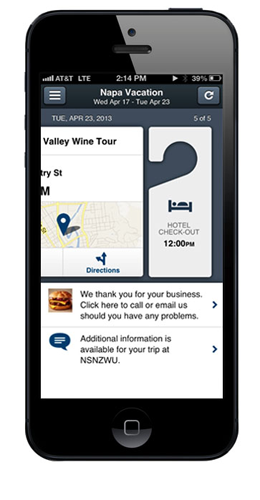 AT&T LTE 2:14 PM 39%
Napa Vacation
Wed Apr 17 - Tue Apr 23
TUE, APR 23, 2013 5 of 5
Valley Wine Tour
try St
M
HOTEL
CHECK-OUT
12:00PM
Directions
We thank you for your business.
Click here to call or email us
should you have any problems.
Additional information is
available for your trip at
NSNZWU.